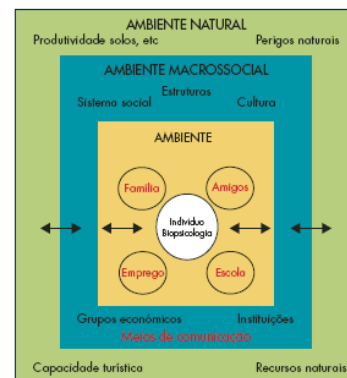 AMBIENTE NATURAL
Produtividade solos, etc
Perigos naturais
AMBIENTE MACROSSOCIAL
Estruturas
Sistema social
Cultura
AMBIENTE
Família
Amigos
Indivíduo
Biopsicologia
Emprego
Escola
Grupos económicos
Instituições
Meios de comunicação
Capacidade turística
Recursos naturais